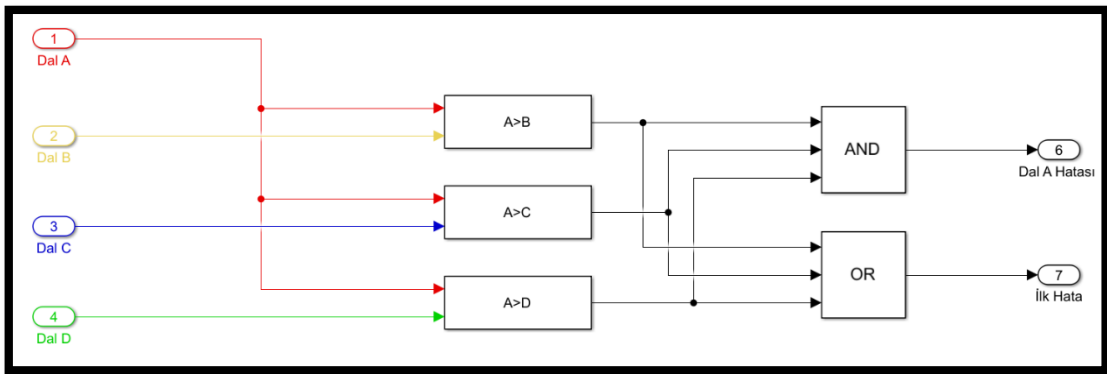 1
Dal A
2
Dal B
3
Dal C
4
Dal D
A>B
A>C
A>D
AND
OR
6
Dal A Hatası
7
İlk Hata